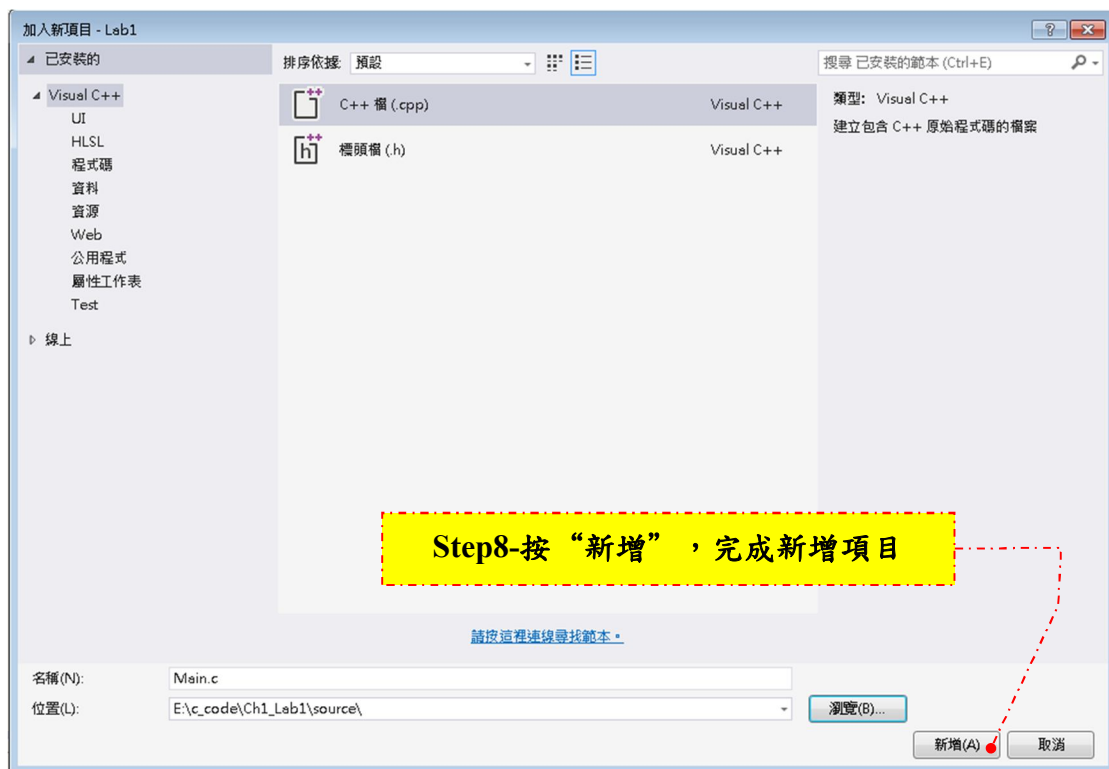 加入新項目 - Lab1
已安裝的
排序依據: 預設
搜尋 已安裝的範本 (Ctrl+E)
Visual C++
UI
HLSL
程式碼
資料
資源
Web
公用程式
屬性工作表
Test
線上
C++ 檔 (.cpp) Visual C++
標頭檔 (.h) Visual C++
類型: Visual C++
建立包含 C++ 原始程式碼的檔案
Step8-按“新增”，完成新增項目
請按這裡連線尋找範本。
名稱(N): Main.c
位置(L): E:\c_code\Ch1_Lab1\source\ 瀏覽(B)...
新增(A) 取消